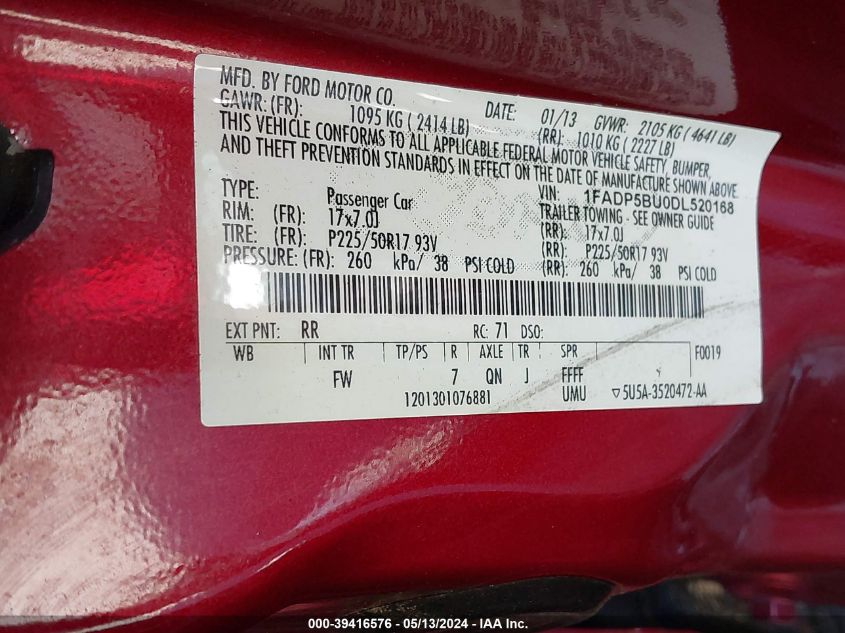 MFD. BY FORD MOTOR CO. DATE: 01/13 GVWR: 2105 KG ( 4641 LB)
GAWR: (FR): 1095 KG ( 2414 LB) (RR): 1010 KG ( 2227 LB)
THIS VEHICLE CONFORMS TO ALL APPLICABLE FEDERAL MOTOR VEHICLE SAFETY, BUMPER,
AND THEFT PREVENTION STANDARDS IN EFFECT ON THE DATE OF MANUFACTURE SHOWN ABOVE.
VIN: 1FADP5BU0DL520168
TYPE: Passenger Car TRAILER TOWING - SEE OWNER GUIDE
RIM: (FR): 17x7.0J (RR): 17x7.0J
TIRE: (FR): P225/50R17 93V (RR): P225/50R17 93V
PRESSURE: (FR): 260 kPa/ 38 PSI COLD (RR): 260 kPa/ 38 PSI COLD
EXT PNT: RR RC: 71 DSO:
WB INT TR TP/PS R AXLE TR SPR F0019
FW 7 QN J FFFF
1201301076881 UMU ▽5U5A-3520472-AA
000-39416576 - 05/13/2024 - IAA Inc.